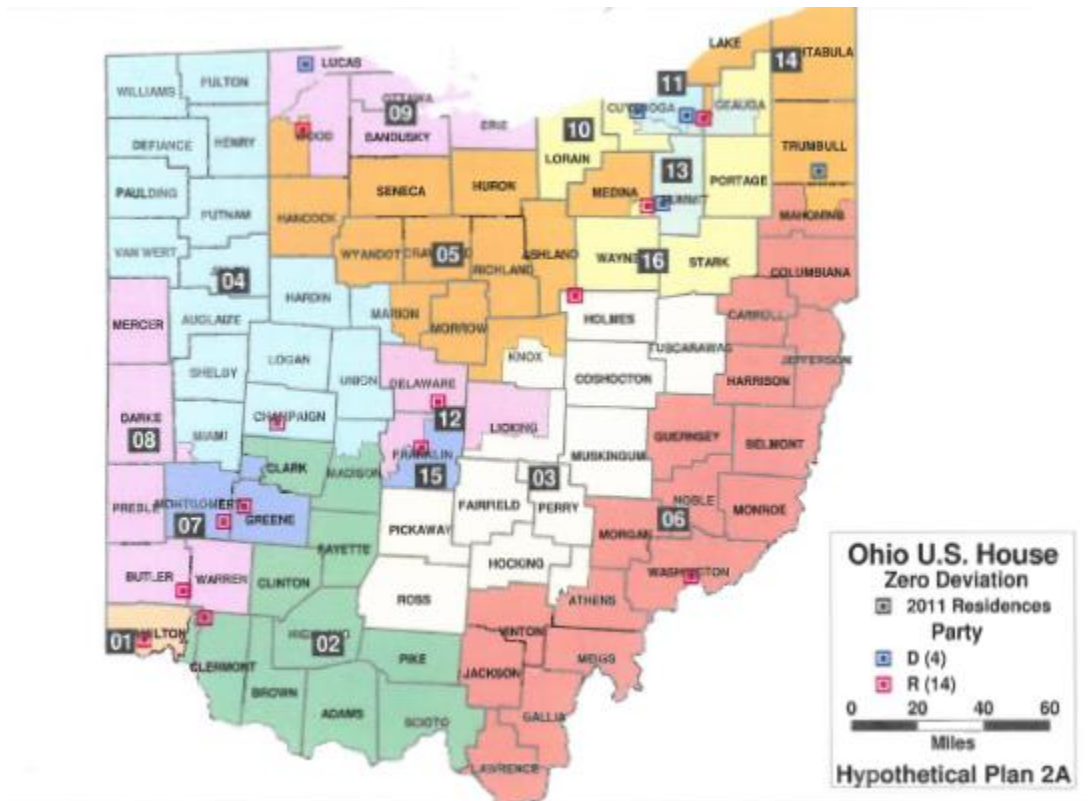 LAKE
14
HTABULA
LUCAS
FULTON
WILLIAMS
11
CUYAHOGA
GEAUGA
OTTAWA
09
ERIE
10
WOOD
SANDUSKY
DEFIANCE
HENRY
LORAIN
TRUMBULL
13
PORTAGE
PAULDING
SENECA
HURON
MEDINA
SUMMIT
PUTNAM
HANCOCK
MAHONING
VAN WERT
WYANDOT
05
ASHLAND
WAYNE
16
STARK
RICHLAND
COLUMBIANA
04
HARDIN
MERCER
AUGLAIZE
MARION
MORROW
HOLMES
CARROLL
TUSCARAWAS
LOGAN
KNOX
JEFFERSON
SHELBY
UNION
DELAWARE
COSHOCTON
HARRISON
DARKE
CHAMPAIGN
12
LICKING
08
MIAMI
FRANKLIN
GUERNSEY
BELMONT
CLARK
MADISON
15
MUSKINGUM
03
PREBLE
MONTGOMERY
NOBLE
07
GREENE
FAIRFIELD
PERRY
MONROE
PICKAWAY
06
MORGAN
FAYETTE
HOCKING
BUTLER
WARREN
CLINTON
WASHINGTON
ROSS
ATHENS
01
HAMILTON
02
VINTON
MEIGS
CLERMONT
PIKE
JACKSON
BROWN
ADAMS
SCIOTO
GALLIA
LAWRENCE
Ohio U.S. House
Zero Deviation
2011 Residences
Party
D (4)
R (14)
0 20 40 60
Miles
Hypothetical Plan 2A